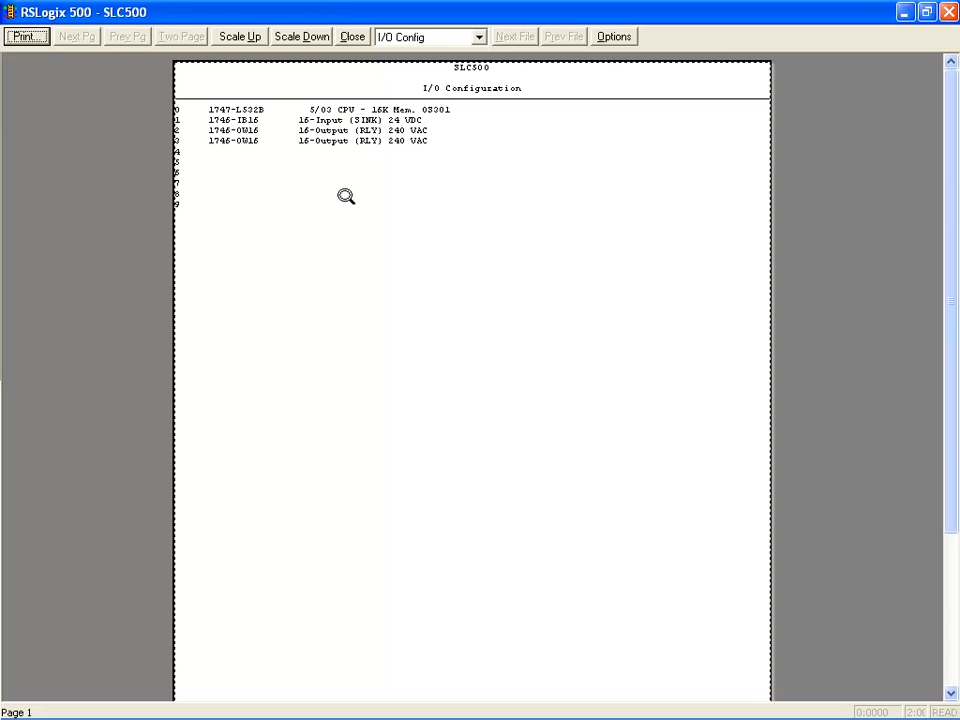 RSLogix 500 - SLC500
Print... Next Pg Prev Pg Two Page Scale Up Scale Down Close I/O Config Next File Prev File Options
SLC500
I/O Configuration
0 1747-L532B 5/03 CPU - 16K Mem. OS301
1 1746-IB16 16-Input (SINK) 24 VDC
2 1746-OW16 16-Output (RLY) 240 VAC
3 1746-OW16 16-Output (RLY) 240 VAC
4
5
6
7
8
9
Page 1 0:0000 READ